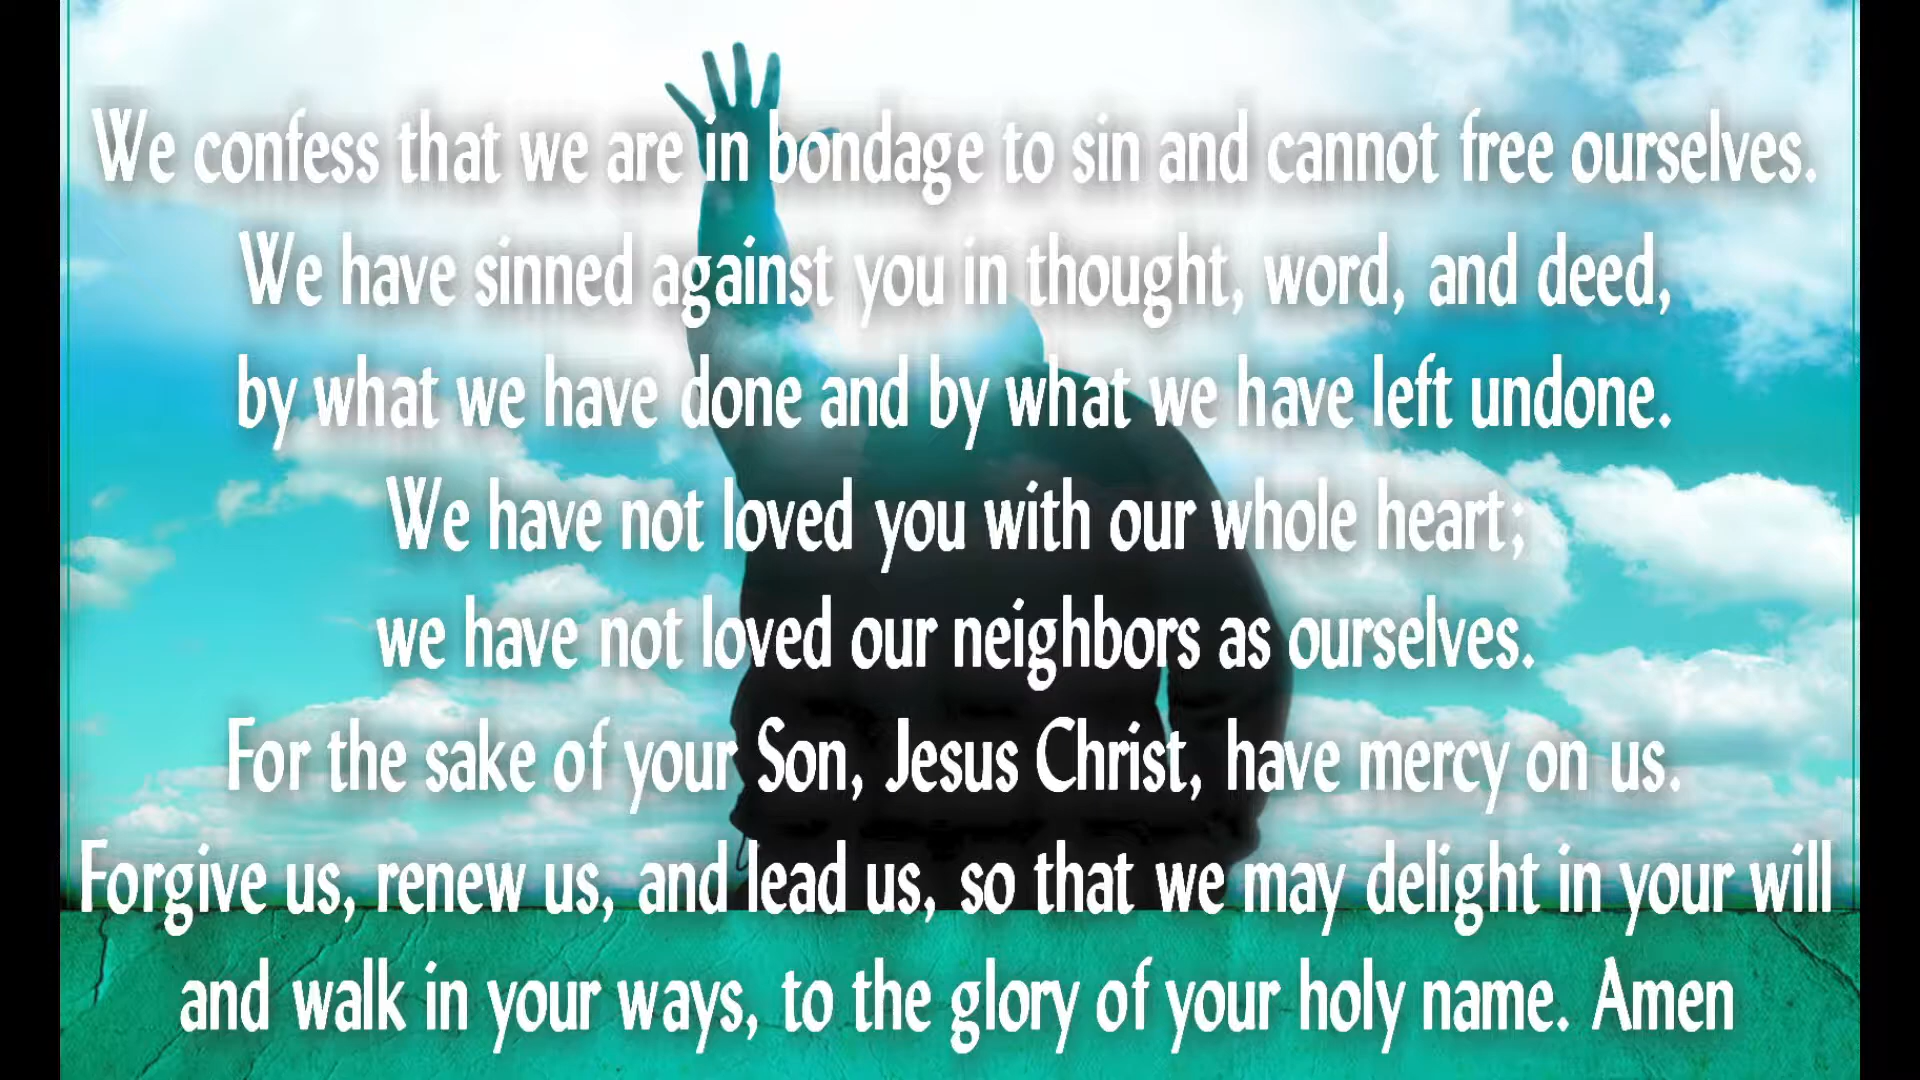 We confess that we are in bondage to sin and cannot free ourselves.
We have sinned against you in thought, word, and deed,
by what we have done and by what we have left undone.
We have not loved you with our whole heart;
we have not loved our neighbors as ourselves.
For the sake of your Son, Jesus Christ, have mercy on us.
Forgive us, renew us, and lead us, so that we may delight in your will
and walk in your ways, to the glory of your holy name. Amen